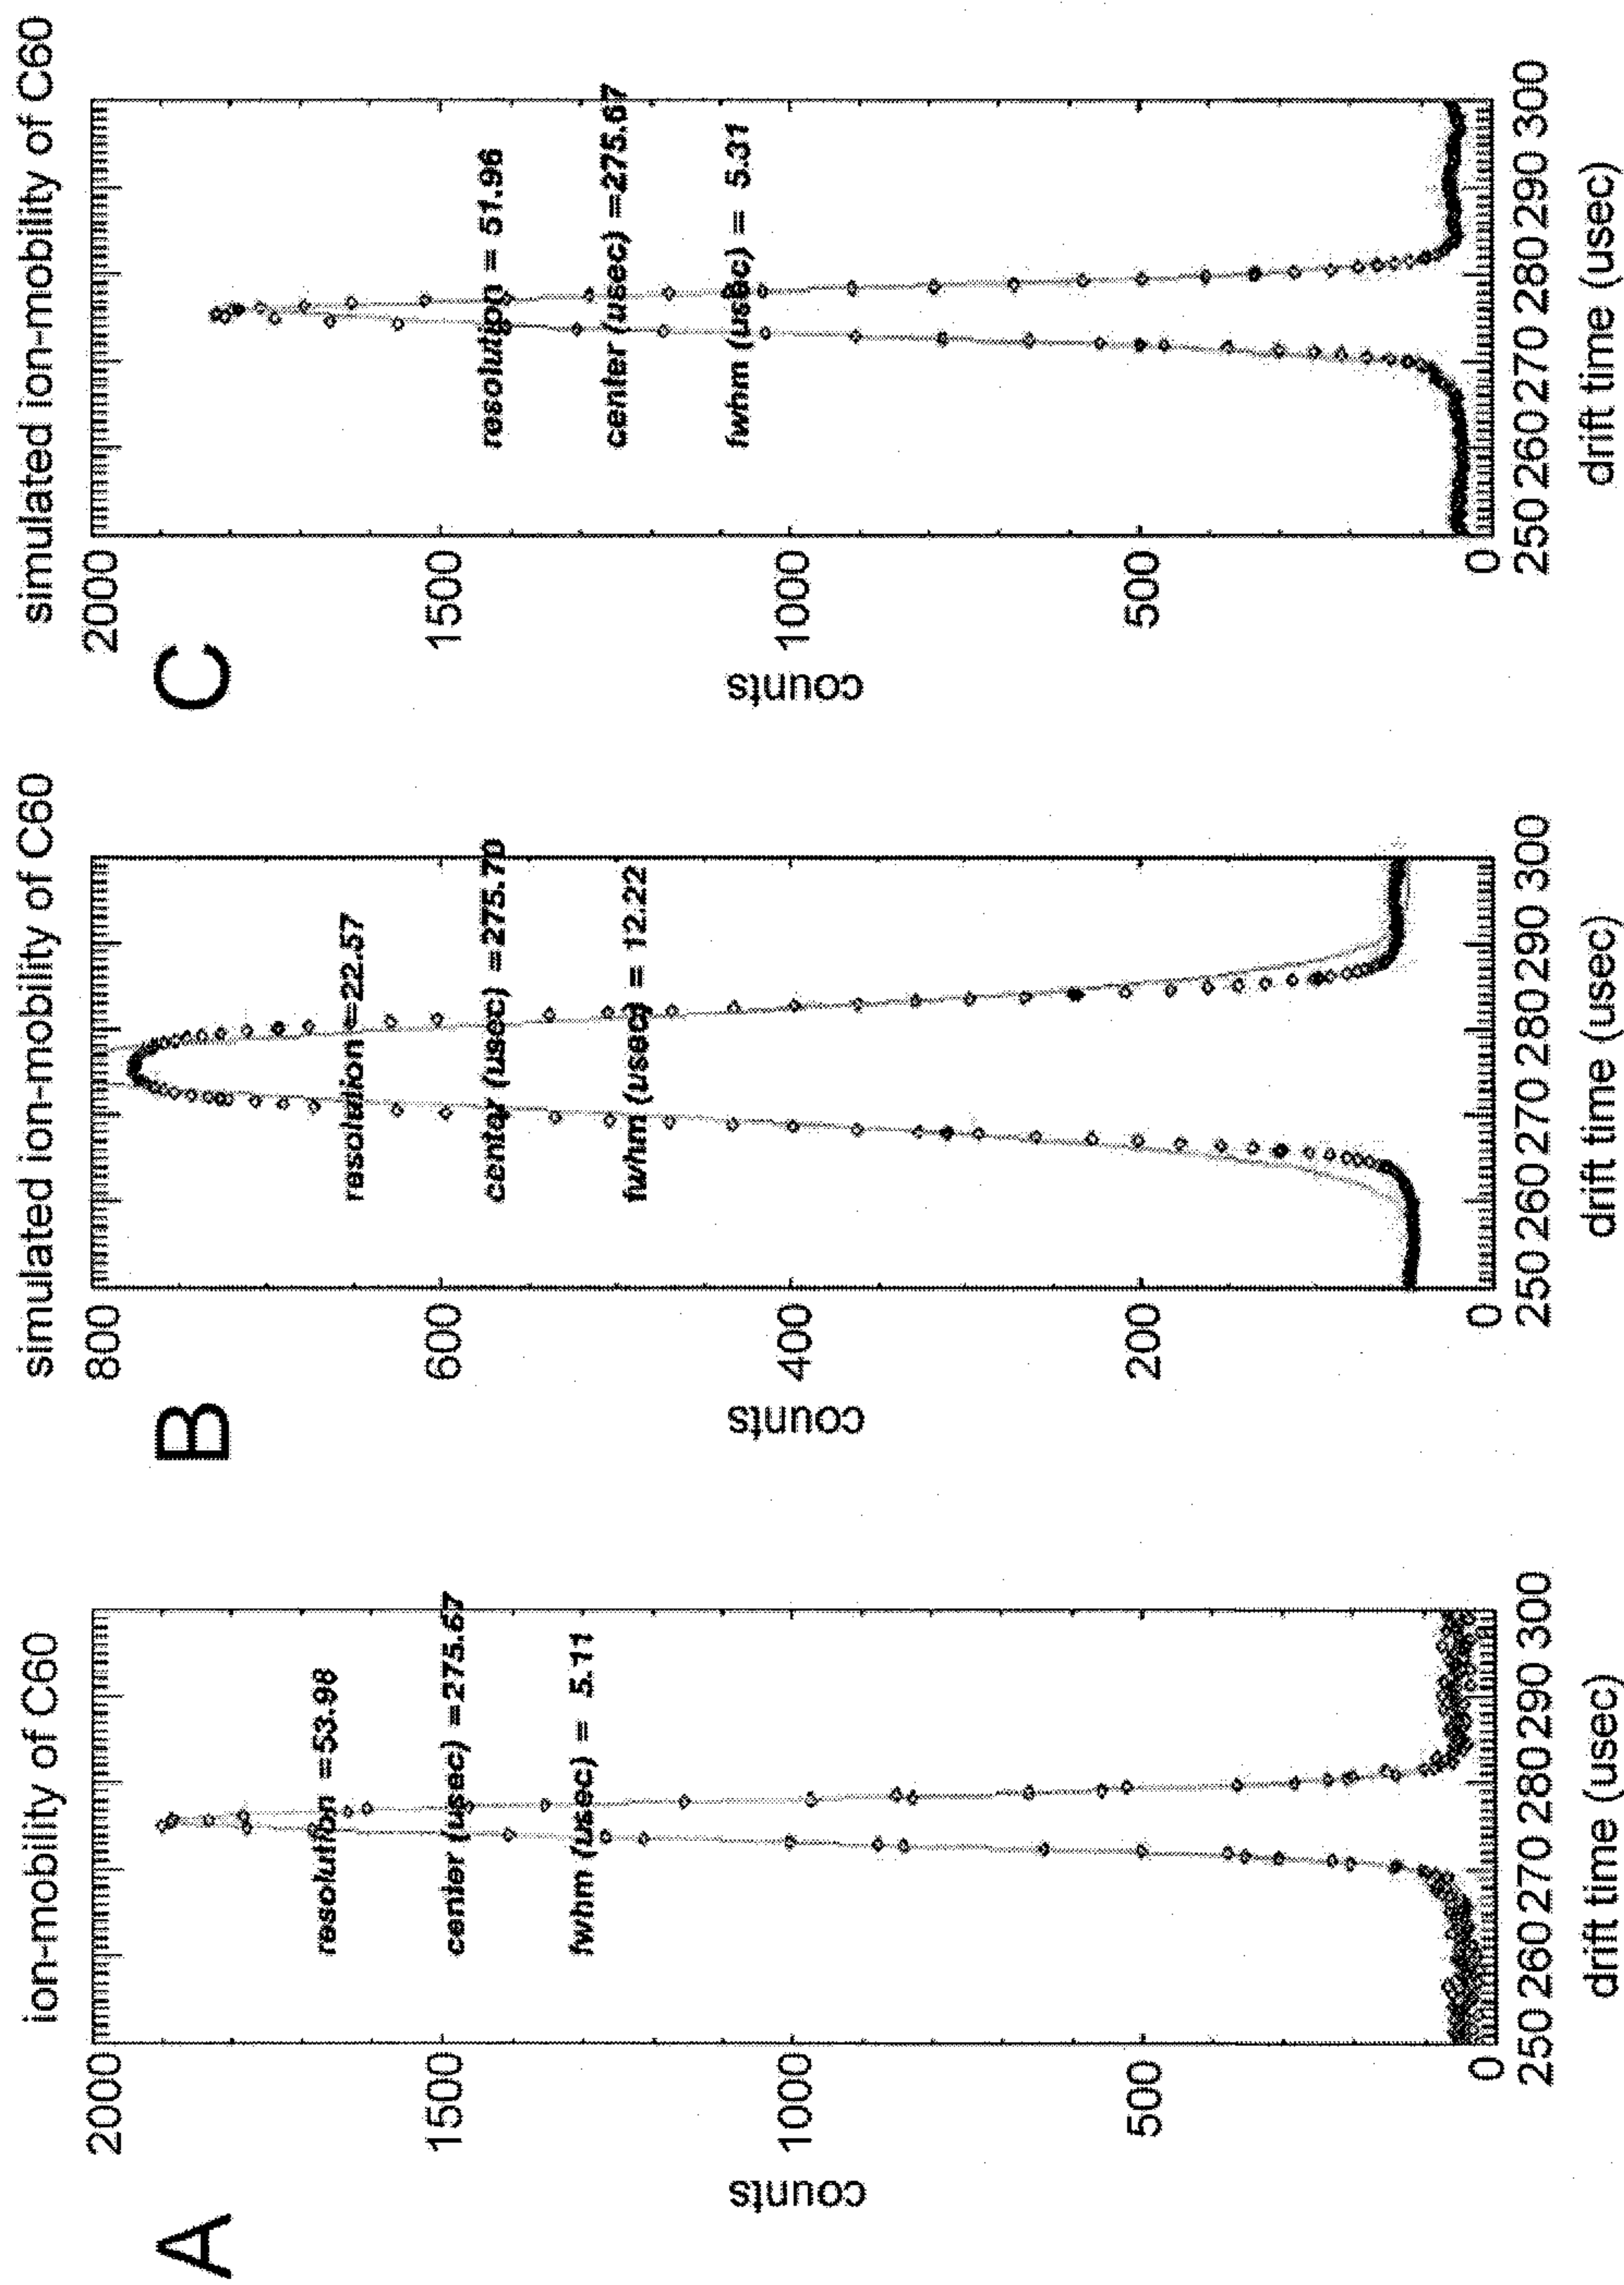 A
ion-mobility of C60
2000
1500
1000
500
0
counts
resolution =53.98
center (usec) =275.67
fwhm (usec) = 5.11
250 260 270 280 290 300
drift time (usec)
B
simulated ion-mobility of C60
800
600
400
200
0
counts
resolution =22.57
center (usec) =275.70
fwhm (usec) = 12.22
250 260 270 280 290 300
drift time (usec)
C
simulated ion-mobility of C60
2000
1500
1000
500
0
counts
resolution = 51.96
center (usec) =275.67
fwhm (usec) = 5.31
250 260 270 280 290 300
drift time (usec)